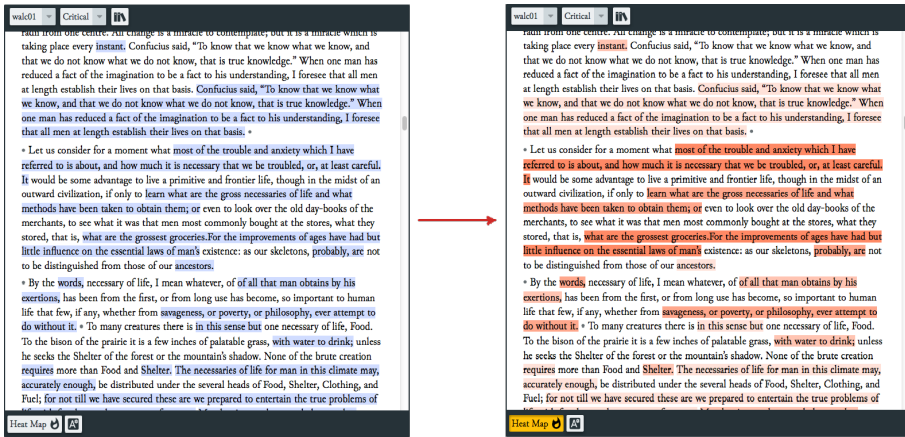 walc01 Critical
rain from one centre. All change is a miracle to contemplate; but it is a miracle which is
taking place every instant. Confucius said, “To know that we know what we know, and
that we do not know what we do not know, that is true knowledge.” When one man has
reduced a fact of the imagination to be a fact to his understanding, I foresee that all men
at length establish their lives on that basis. Confucius said, “To know that we know what
we know, and that we do not know what we do not know, that is true knowledge.” When
one man has reduced a fact of the imagination to be a fact to his understanding, I foresee
that all men at length establish their lives on that basis. •
• Let us consider for a moment what most of the trouble and anxiety which I have
referred to is about, and how much it is necessary that we be troubled, or, at least, careful.
It would be some advantage to live a primitive and frontier life, though in the midst of an
outward civilization, if only to learn what are the gross necessaries of life and what
methods have been taken to obtain them; or even to look over the old day-books of the
merchants, to see what it was that men most commonly bought at the stores, what they
stored, that is, what are the grossest groceries.For the improvements of ages have had but
little influence on the essential laws of man’s existence: as our skeletons, probably, are not
to be distinguished from those of our ancestors.
• By the words, necessary of life, I mean whatever, of of all that man obtains by his
exertions, has been from the first, or from long use has become, so important to human
life that few, if any, whether from savageness, or poverty, or philosophy, ever attempt to
do without it. • To many creatures there is in this sense but one necessary of life, Food.
To the bison of the prairie it is a few inches of palatable grass, with water to drink; unless
he seeks the Shelter of the forest or the mountain’s shadow. None of the brute creation
requires more than Food and Shelter. The necessaries of life for man in this climate may,
accurately enough, be distributed under the several heads of Food, Shelter, Clothing, and
Fuel; for not till we have secured these are we prepared to entertain the true problems of
Heat Map
walc01 Critical
taking place every instant. Confucius said, “To know that we know what we know, and
that we do not know what we do not know, that is true knowledge.” When one man has
reduced a fact of the imagination to be a fact to his understanding, I foresee that all men
at length establish their lives on that basis. Confucius said, “To know that we know what
we know, and that we do not know what we do not know, that is true knowledge.” When
one man has reduced a fact of the imagination to be a fact to his understanding, I foresee
that all men at length establish their lives on that basis. •
• Let us consider for a moment what most of the trouble and anxiety which I have
referred to is about, and how much it is necessary that we be troubled, or, at least, careful.
It would be some advantage to live a primitive and frontier life, though in the midst of an
outward civilization, if only to learn what are the gross necessaries of life and what
methods have been taken to obtain them; or even to look over the old day-books of the
merchants, to see what it was that men most commonly bought at the stores, what they
stored, that is, what are the grossest groceries.For the improvements of ages have had but
little influence on the essential laws of man’s existence: as our skeletons, probably, are not
to be distinguished from those of our ancestors.
• By the words, necessary of life, I mean whatever, of of all that man obtains by his
exertions, has been from the first, or from long use has become, so important to human
life that few, if any, whether from savageness, or poverty, or philosophy, ever attempt to
do without it. • To many creatures there is in this sense but one necessary of life, Food.
To the bison of the prairie it is a few inches of palatable grass, with water to drink; unless
he seeks the Shelter of the forest or the mountain’s shadow. None of the brute creation
requires more than Food and Shelter. The necessaries of life for man in this climate may,
accurately enough, be distributed under the several heads of Food, Shelter, Clothing, and
Fuel; for not till we have secured these are we prepared to entertain the true problems of
Heat Map